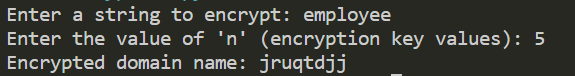 Enter a string to encrypt: employee
Enter the value of 'n' (encryption key values): 5
Encrypted domain name: jruqtdjj